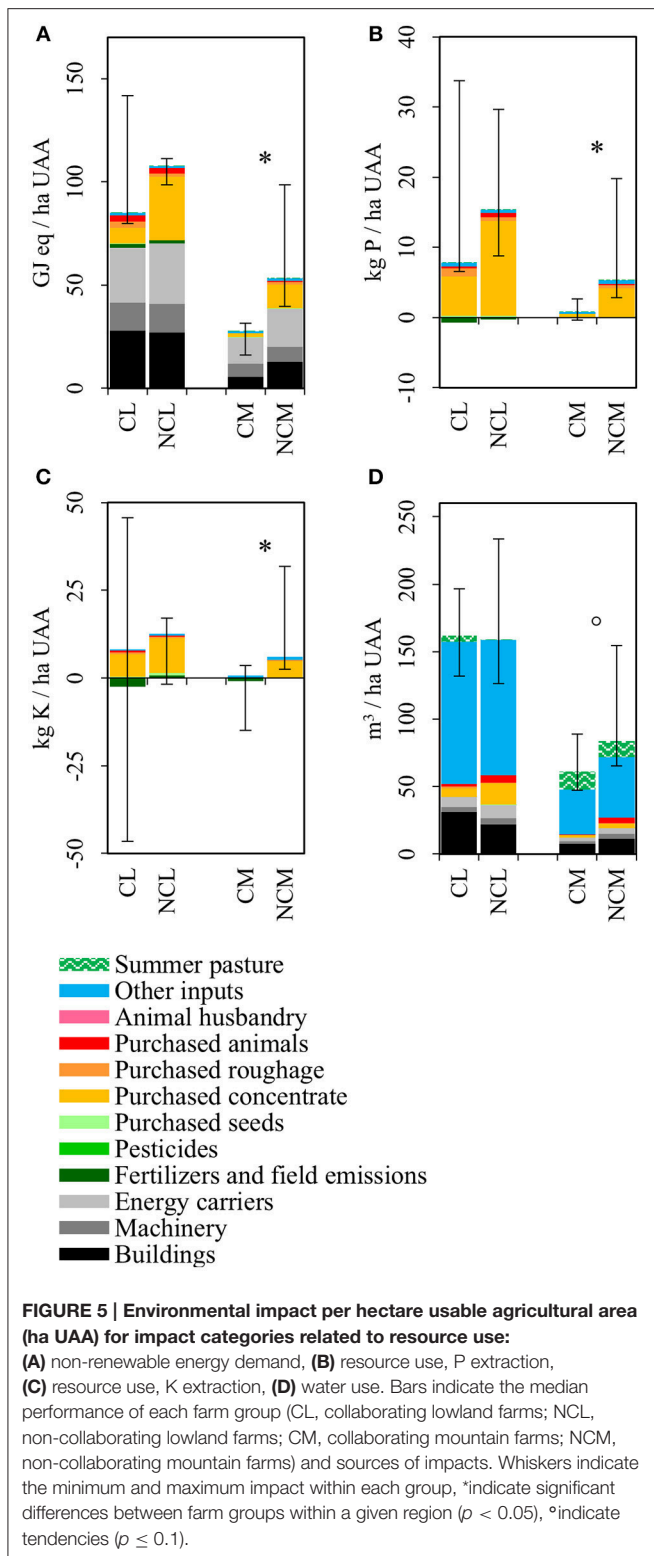 A
GJ eq / ha UAA
150
100
50
0
*
CL
NCL
CM
NCM
B
kg P / ha UAA
40
30
20
10
0
-10
*
CL
NCL
CM
NCM
C
kg K / ha UAA
50
25
0
-25
-50
*
CL
NCL
CM
NCM
D
m³ / ha UAA
250
200
150
100
50
0
°
CL
NCL
CM
NCM
Summer pasture
Other inputs
Animal husbandry
Purchased animals
Purchased roughage
Purchased concentrate
Purchased seeds
Pesticides
Fertilizers and field emissions
Energy carriers
Machinery
Buildings
FIGURE 5 | Environmental impact per hectare usable agricultural area
(ha UAA) for impact categories related to resource use:
(A) non-renewable energy demand, (B) resource use, P extraction,
(C) resource use, K extraction, (D) water use. Bars indicate the median
performance of each farm group (CL, collaborating lowland farms; NCL,
non-collaborating lowland farms; CM, collaborating mountain farms; NCM,
non-collaborating mountain farms) and sources of impacts. Whiskers indicate
the minimum and maximum impact within each group, *indicate significant
differences between farm groups within a given region (p < 0.05), °indicate
tendencies (p ≤ 0.1).